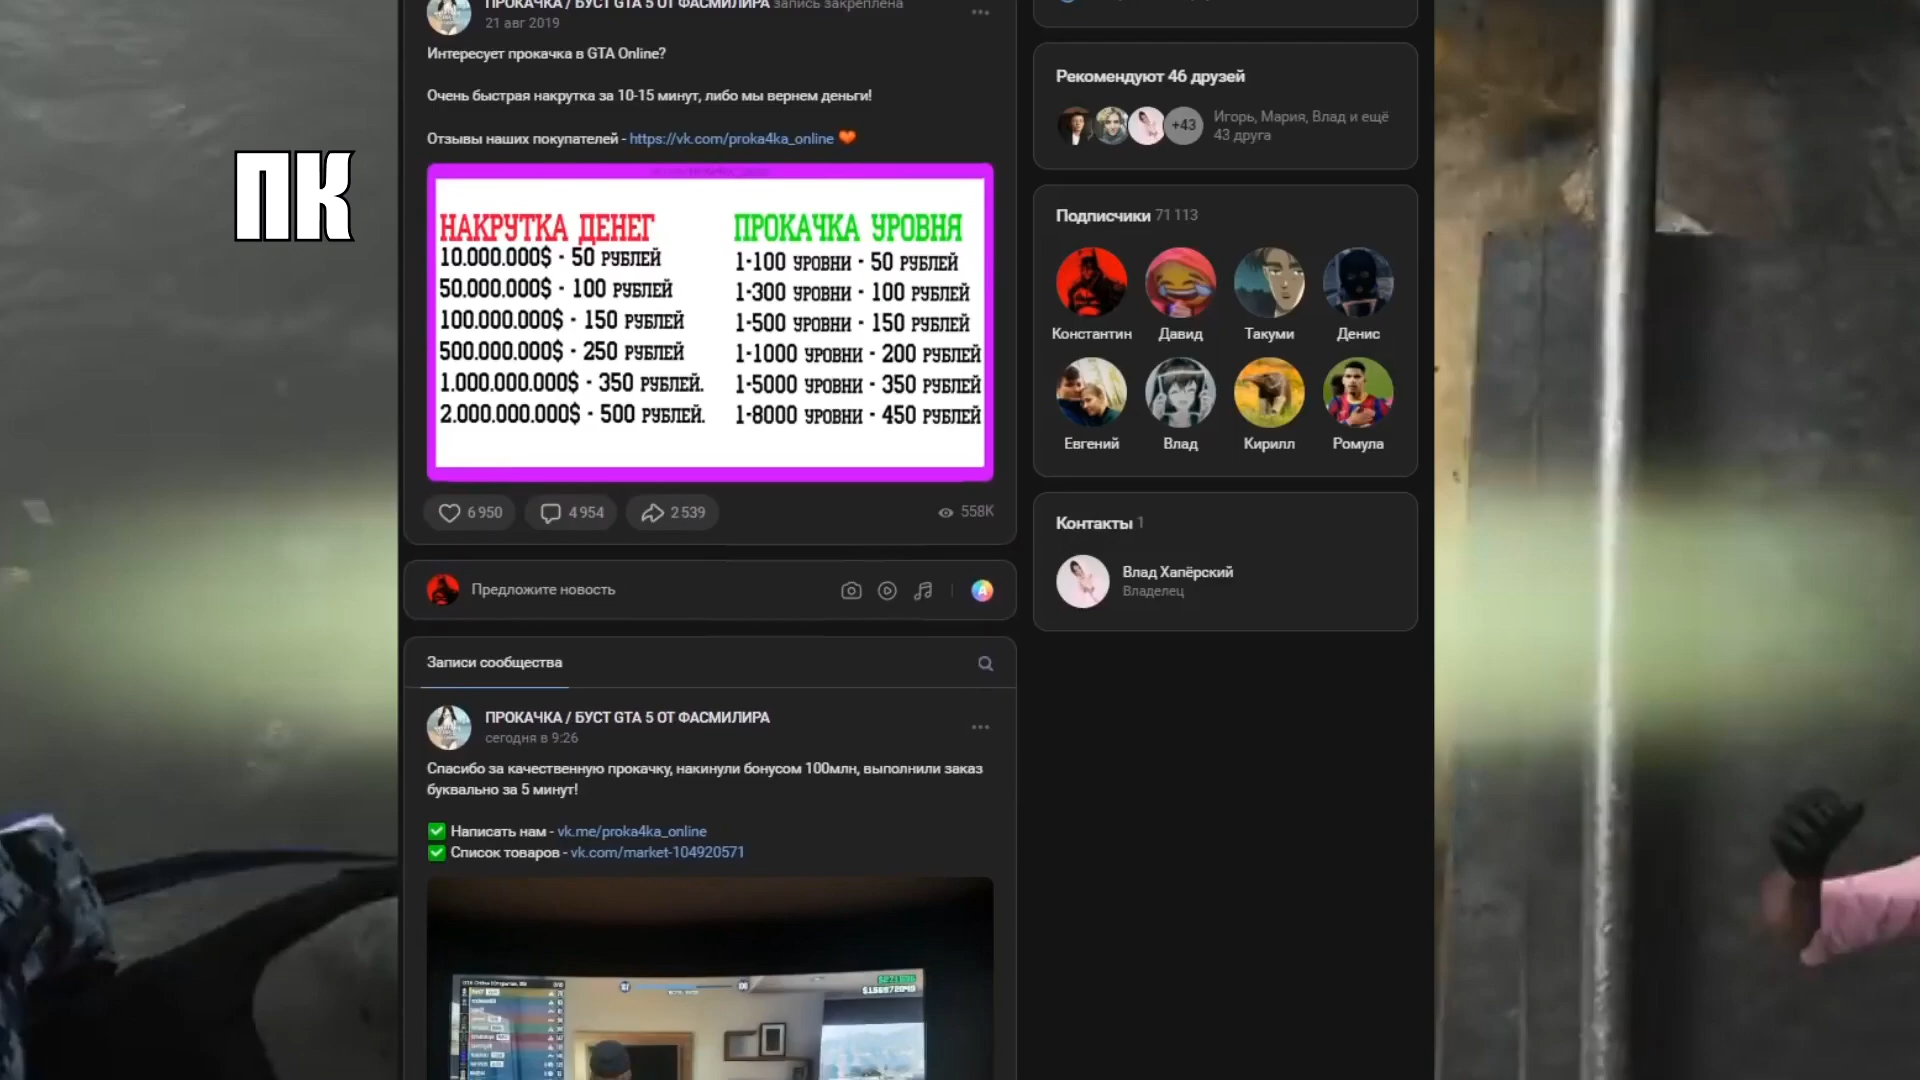 ПРОКАЧКА / БУСТ GTA 5 ОТ ФАСМИЛИРА запись закреплена
21 авг 2019
Интересует прокачка в GTA Online?
Очень быстрая накрутка за 10-15 минут, либо мы вернем деньги!
Отзывы наших покупателей - https://vk.com/proka4ka_online
ПК
НАКРУТКА ДЕНЕГ
10.000.000$ - 50 РУБЛЕЙ
50.000.000$ - 100 РУБЛЕЙ
100.000.000$ - 150 РУБЛЕЙ
500.000.000$ - 250 РУБЛЕЙ
1.000.000.000$ - 350 РУБЛЕЙ.
2.000.000.000$ - 500 РУБЛЕЙ.
ПРОКАЧКА УРОВНЯ
1-100 УРОВНИ - 50 РУБЛЕЙ
1-300 УРОВНИ - 100 РУБЛЕЙ
1-500 УРОВНИ - 150 РУБЛЕЙ
1-1000 УРОВНИ - 200 РУБЛЕЙ
1-5000 УРОВНИ - 350 РУБЛЕЙ
1-8000 УРОВНИ - 450 РУБЛЕЙ
6 950
4 954
2 539
558K
Предложите новость
Записи сообщества
ПРОКАЧКА / БУСТ GTA 5 ОТ ФАСМИЛИРА
сегодня в 9:26
Спасибо за качественную прокачку, накинули бонусом 100млн, выполнили заказ
буквально за 5 минут!
Написать нам - vk.me/proka4ka_online
Список товаров - vk.com/market-104920571
Рекомендуют 46 друзей
+43
Игорь, Мария, Влад и ещё
43 друга
Подписчики 71 113
Константин
Давид
Такуми
Денис
Евгений
Влад
Кирилл
Ромула
Контакты 1
Влад Хапёрский
Владелец